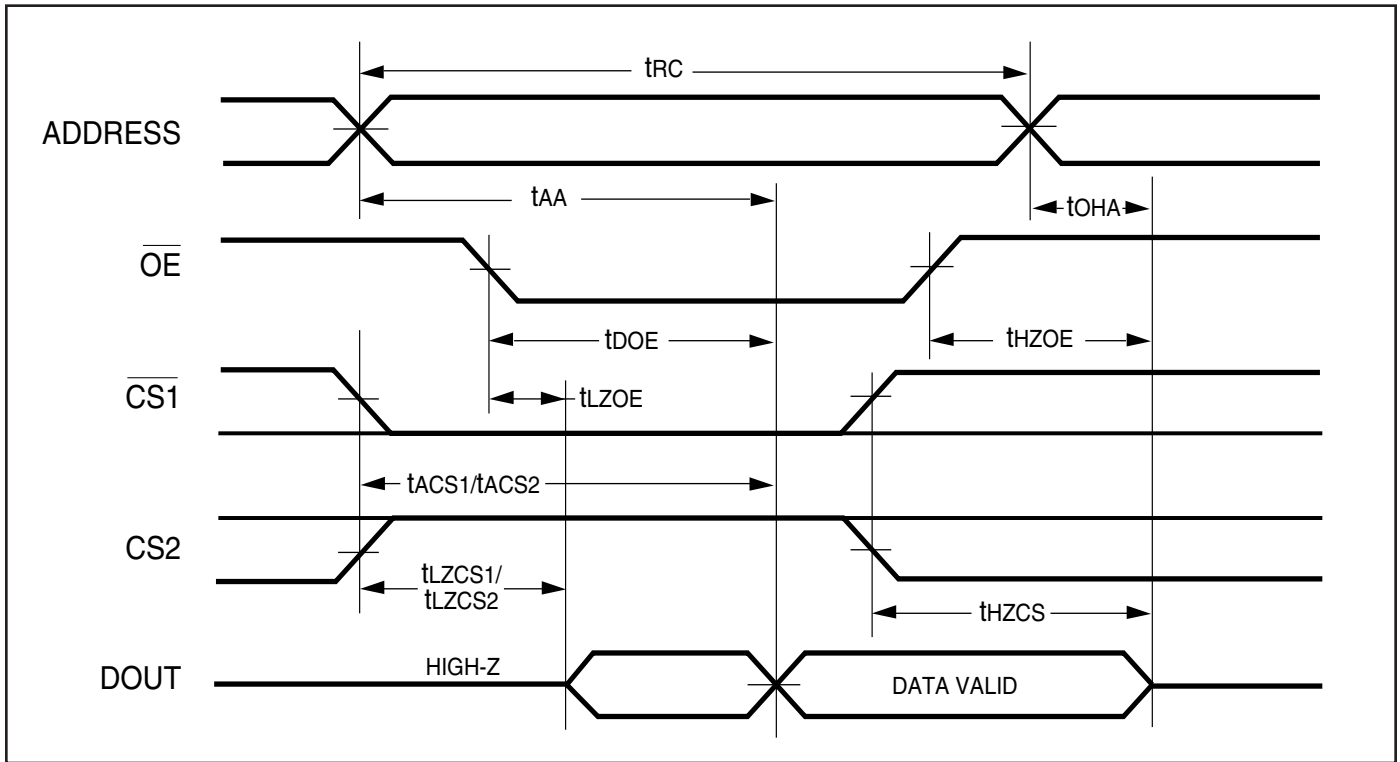 tRC
ADDRESS
tAA
tOHA
OE
tDOE
tHZOE
CS1
tLZOE
tACS1/tACS2
CS2
tLZCS1/
tLZCS2
tHZCS
HIGH-Z
DOUT
DATA VALID